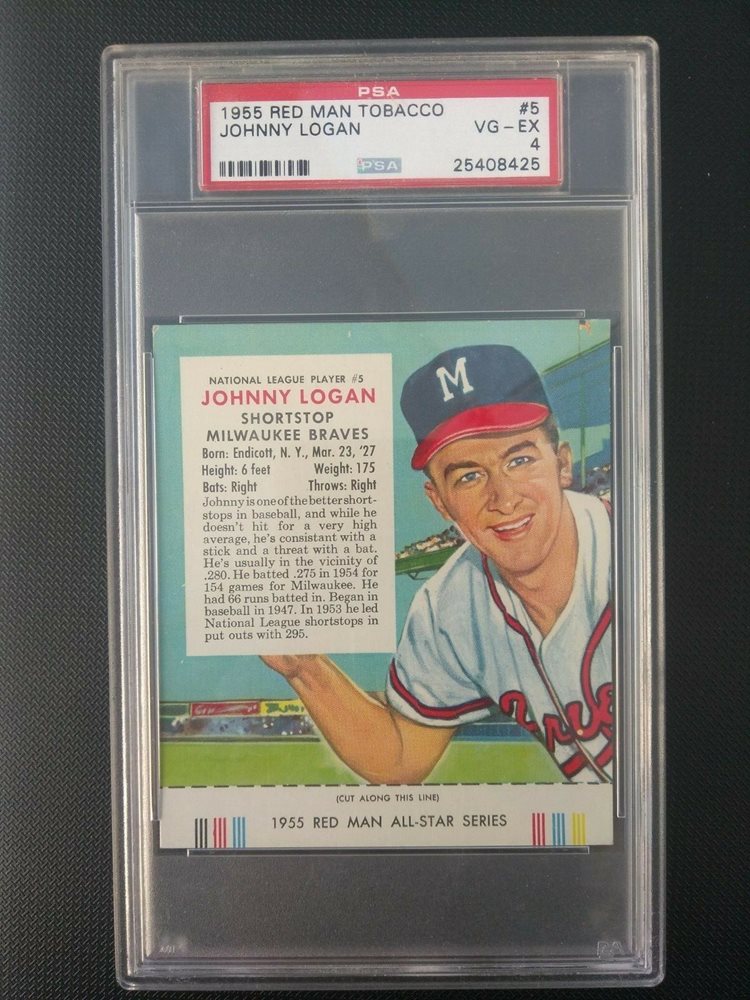 PSA
1955 RED MAN TOBACCO #5
JOHNNY LOGAN VG-EX
4
PSA 25408425
NATIONAL LEAGUE PLAYER #5
JOHNNY LOGAN
SHORTSTOP
MILWAUKEE BRAVES
Born: Endicott, N. Y., Mar. 23, '27
Height: 6 feet Weight: 175
Bats: Right Throws: Right
Johnny is one of the better short-
stops in baseball, and while he
doesn't hit for a very high
average, he's consistant with a
stick and a threat with a bat.
He's usually in the vicinity of
.280. He batted .275 in 1954 for
154 games for Milwaukee. He
had 66 runs batted in. Began in
baseball in 1947. In 1953 he led
National League shortstops in
put outs with 295.
M
(CUT ALONG THIS LINE)
1955 RED MAN ALL-STAR SERIES